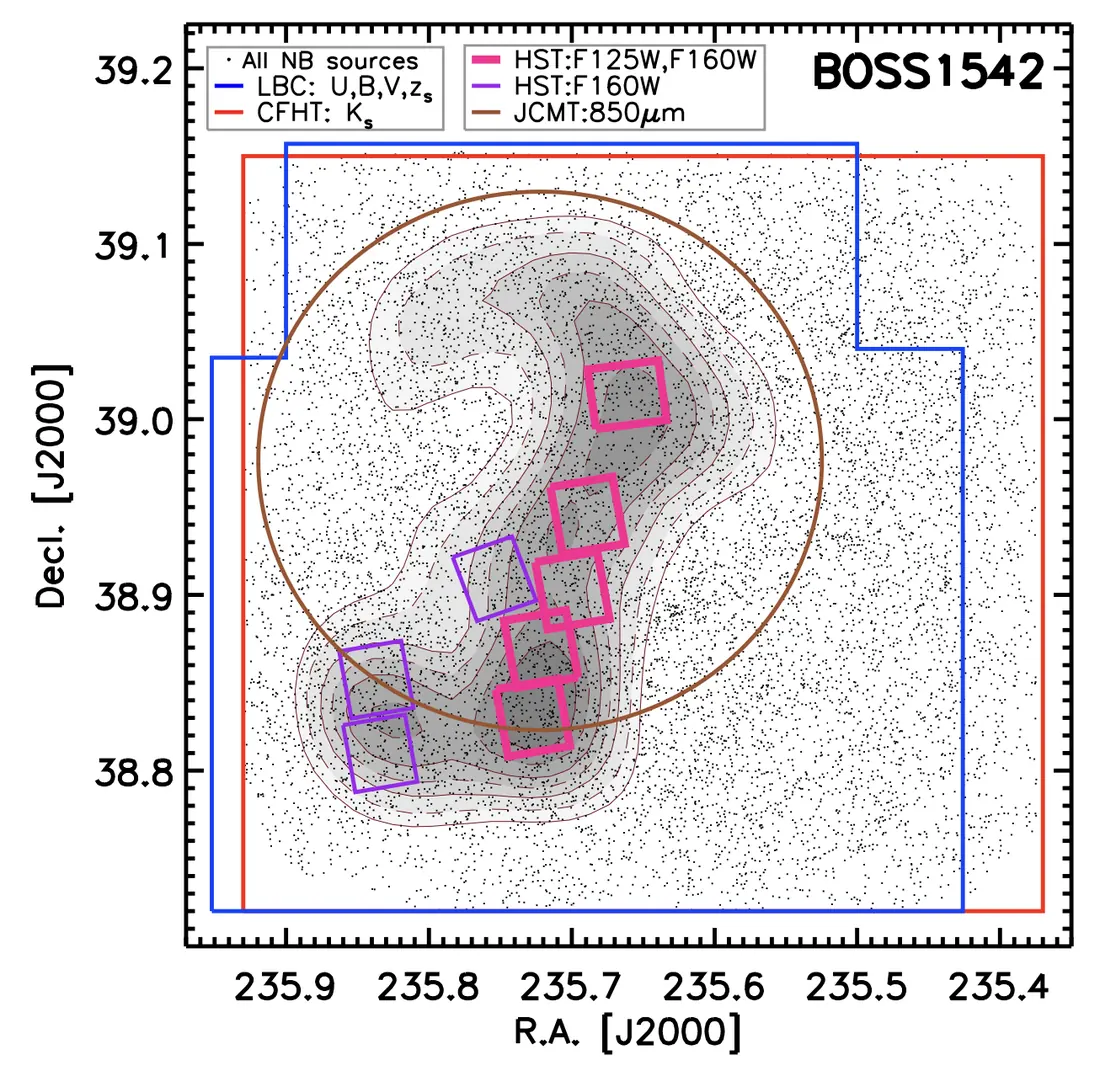 BOSS1542
· All NB sources
LBC: U,B,V,zs
CFHT: Ks
HST:F125W,F160W
HST:F160W
JCMT:850μm
39.2
39.1
39.0
38.9
38.8
Decl. [J2000]
235.9 235.8 235.7 235.6 235.5 235.4
R.A. [J2000]